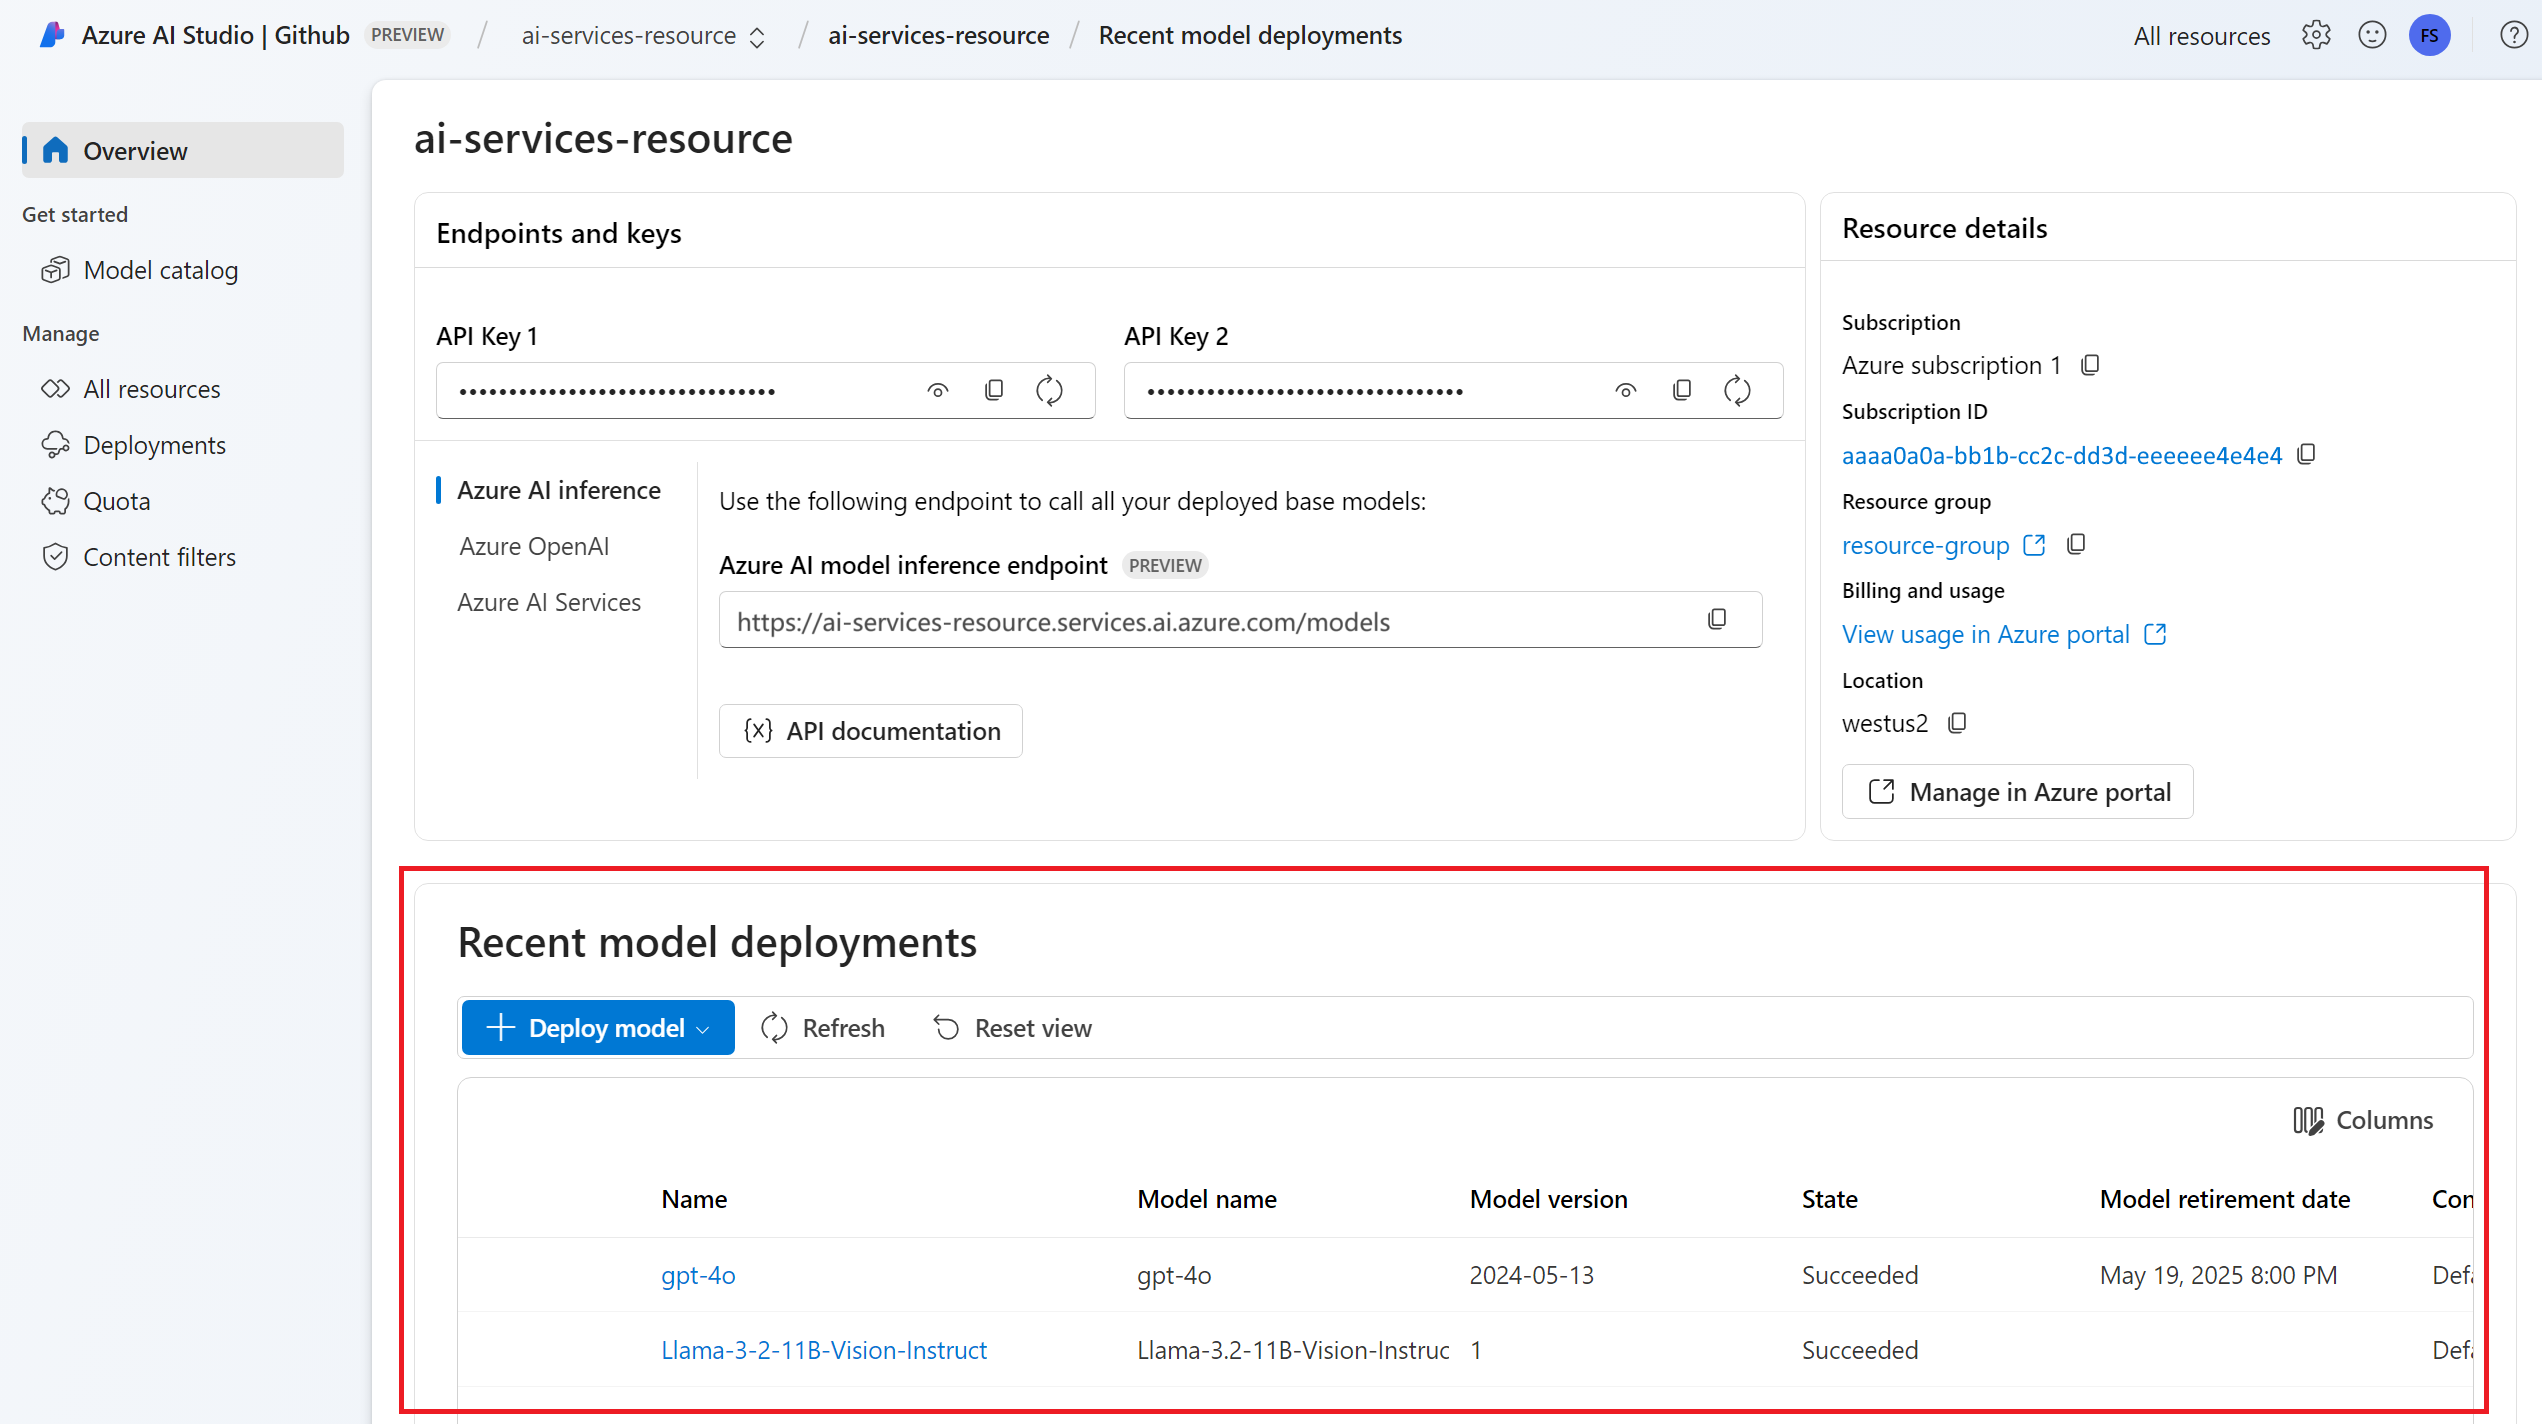 Azure AI Studio | Github PREVIEW / ai-services-resource / ai-services-resource / Recent model deployments All resources FS
Overview
Get started
Model catalog
Manage
All resources
Deployments
Quota
Content filters
ai-services-resource
Endpoints and keys
API Key 1
API Key 2
••••••••••••••••••••••••••••••••
••••••••••••••••••••••••••••••••
Azure AI inference
Azure OpenAI
Azure AI Services
Use the following endpoint to call all your deployed base models:
Azure AI model inference endpoint PREVIEW
https://ai-services-resource.services.ai.azure.com/models
{x} API documentation
Resource details
Subscription
Azure subscription 1
Subscription ID
aaaa0a0a-bb1b-cc2c-dd3d-eeeeee4e4e4
Resource group
resource-group
Billing and usage
View usage in Azure portal
Location
westus2
Manage in Azure portal
Recent model deployments
Deploy model Refresh Reset view
Columns
Name Model name Model version State Model retirement date Con
gpt-4o gpt-4o 2024-05-13 Succeeded May 19, 2025 8:00 PM Defa
Llama-3-2-11B-Vision-Instruct Llama-3.2-11B-Vision-Instruc 1 Succeeded Defa